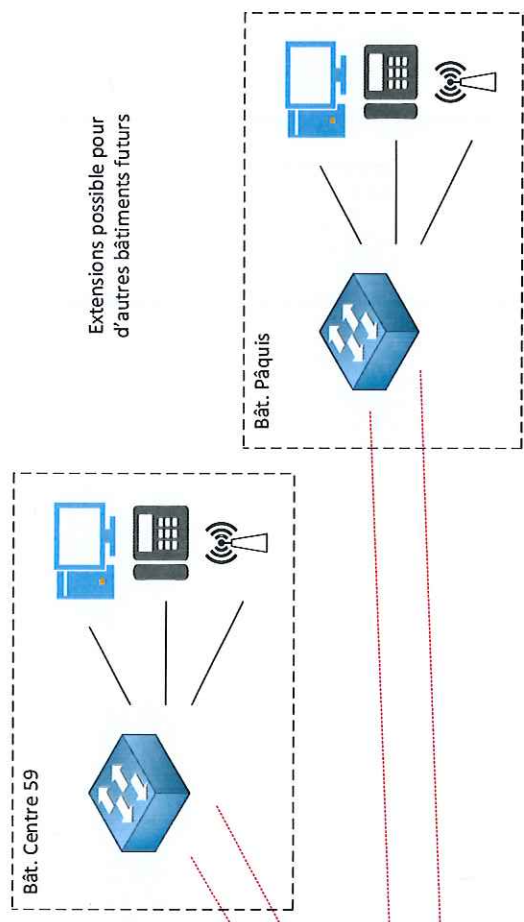 Extensions possible pour
d'autres bâtiments futurs
Bât. Centre 59
Bât. Pâquis